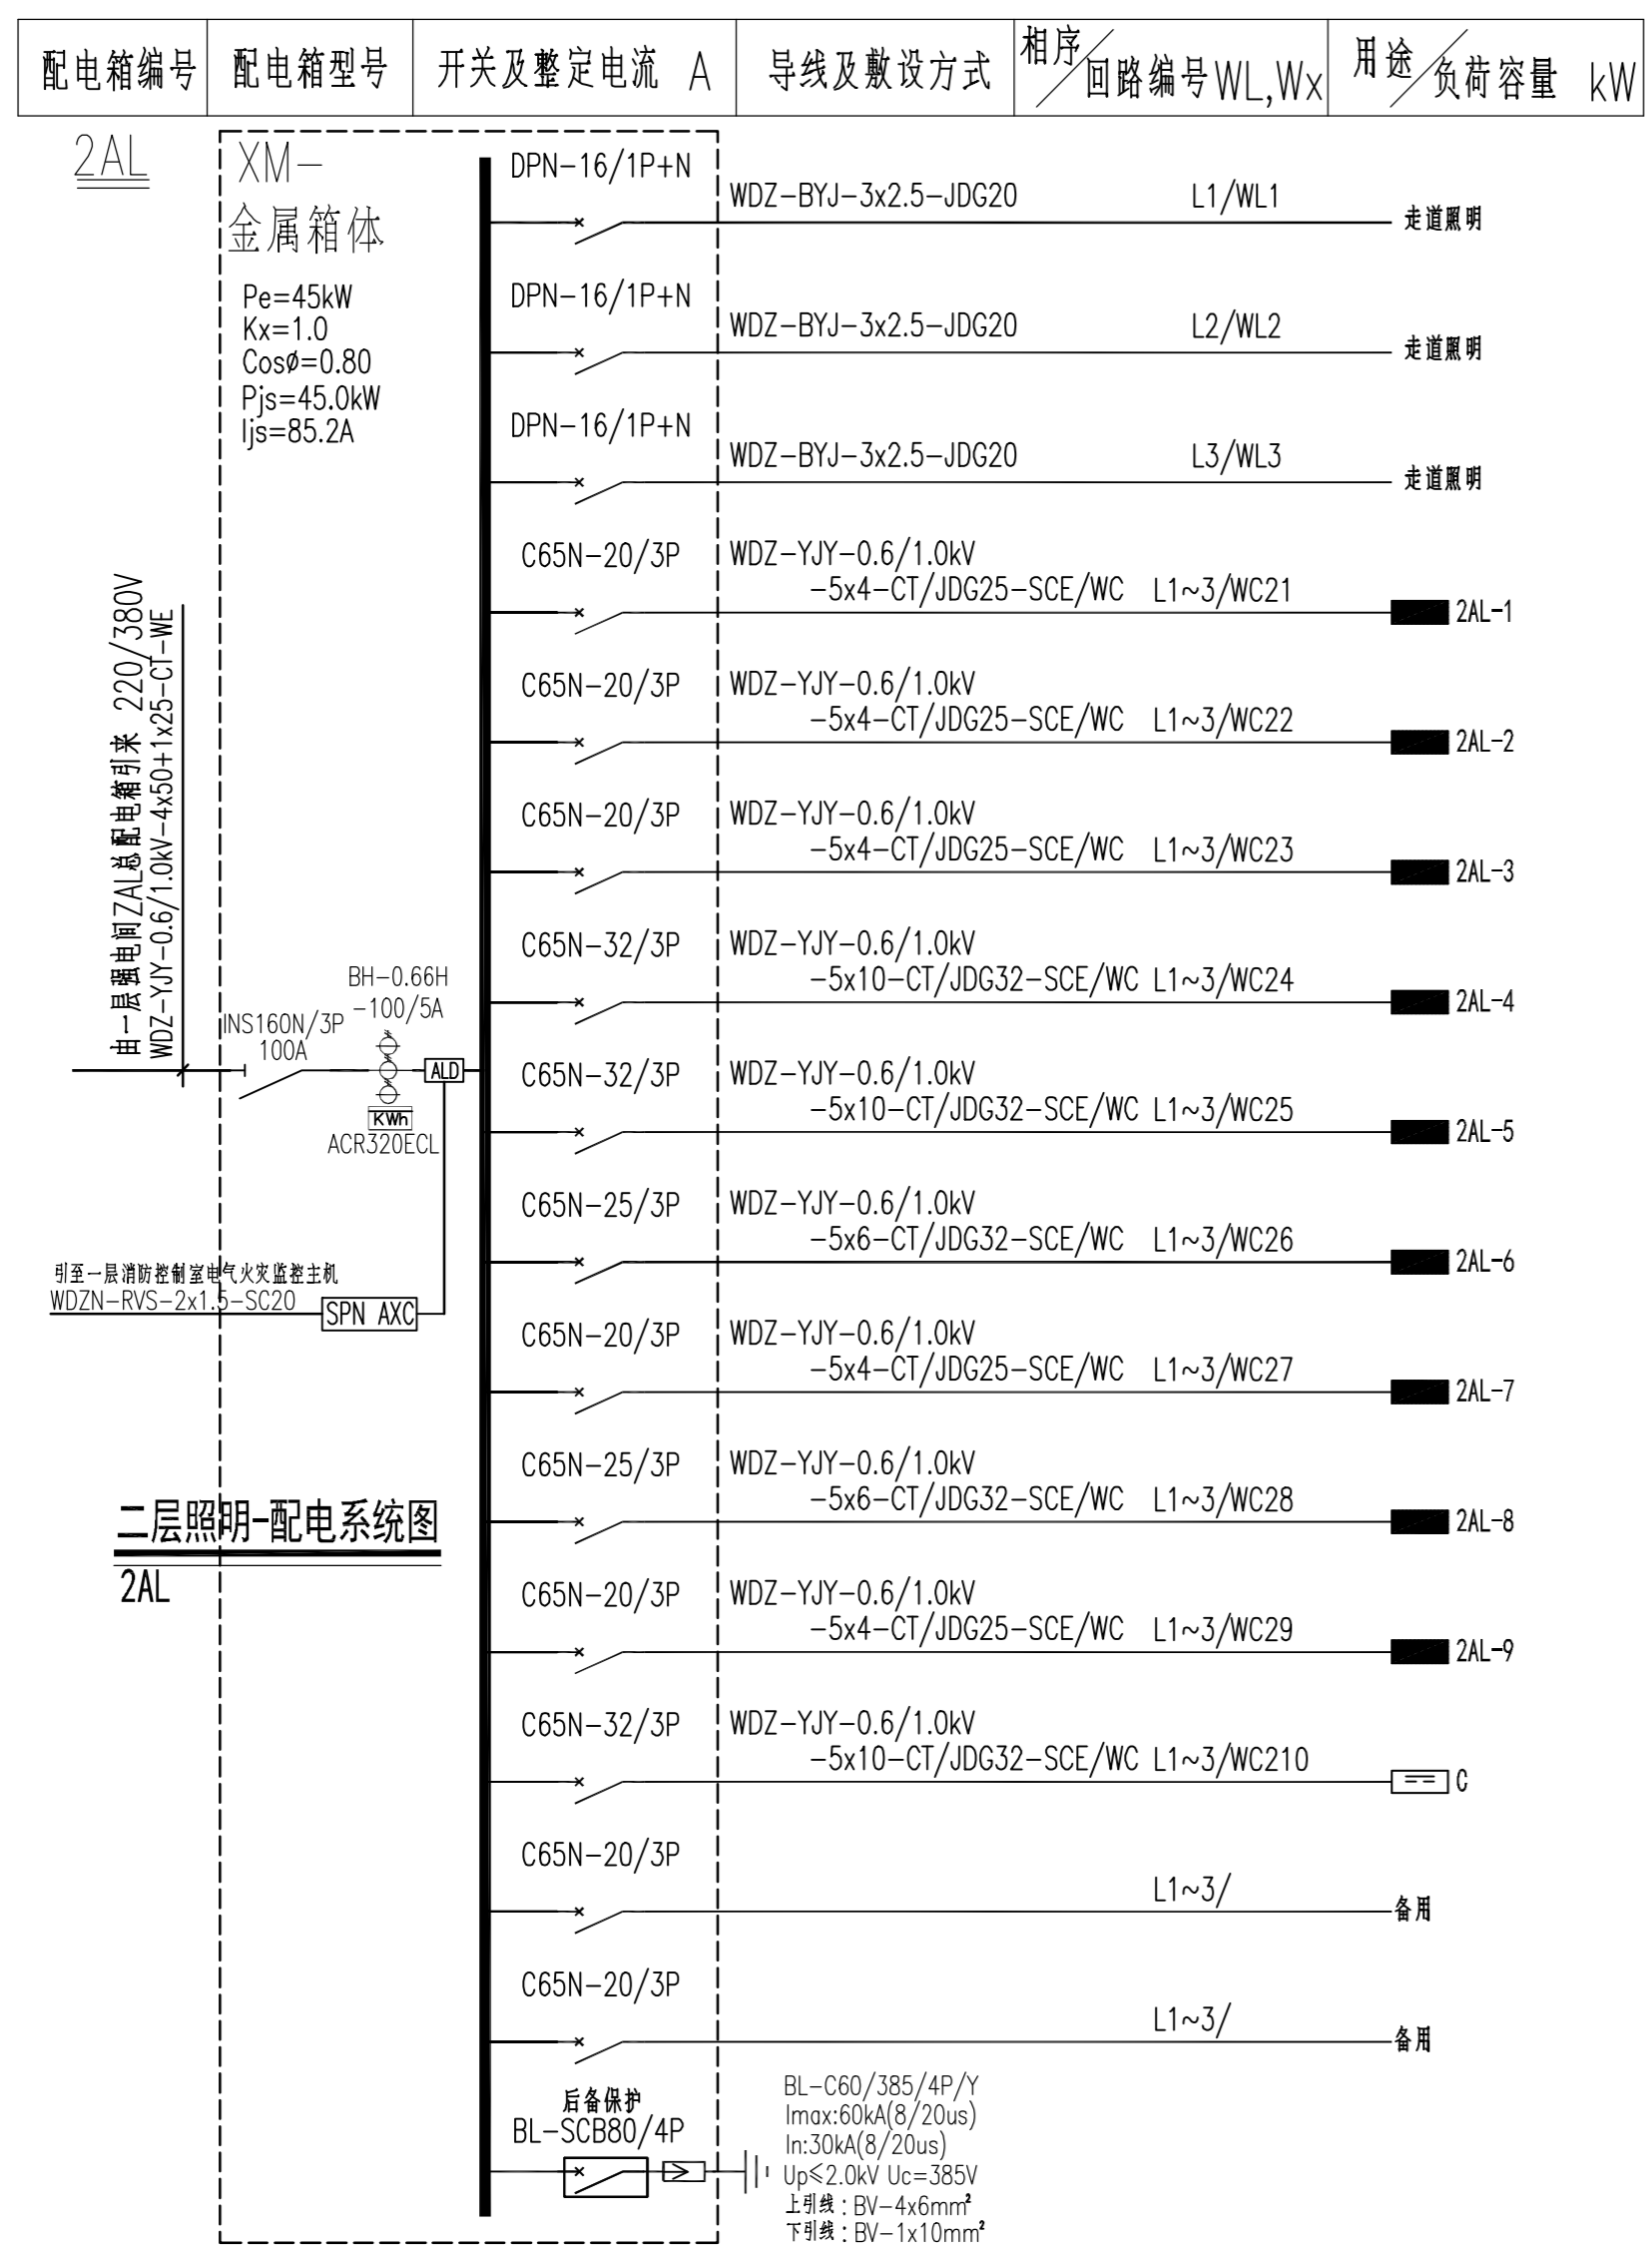 配电箱编号
配电箱型号
开关及整定电流 A
导线及敷设方式
相序/回路编号WL,Wx
用途/负荷容量 kW
2AL
XM-
金属箱体
Pe=45kW
Kx=1.0
Cosø=0.80
Pjs=45.0kW
Ijs=85.2A
DPN-16/1P+N
WDZ-BYJ-3x2.5-JDG20
L1/WL1
走道照明
DPN-16/1P+N
WDZ-BYJ-3x2.5-JDG20
L2/WL2
走道照明
DPN-16/1P+N
WDZ-BYJ-3x2.5-JDG20
L3/WL3
走道照明
C65N-20/3P
WDZ-YJY-0.6/1.0kV
-5x4-CT/JDG25-SCE/WC
L1~3/WC21
2AL-1
C65N-20/3P
WDZ-YJY-0.6/1.0kV
-5x4-CT/JDG25-SCE/WC
L1~3/WC22
2AL-2
C65N-20/3P
WDZ-YJY-0.6/1.0kV
-5x4-CT/JDG25-SCE/WC
L1~3/WC23
2AL-3
C65N-32/3P
WDZ-YJY-0.6/1.0kV
-5x10-CT/JDG32-SCE/WC
L1~3/WC24
2AL-4
C65N-32/3P
WDZ-YJY-0.6/1.0kV
-5x10-CT/JDG32-SCE/WC
L1~3/WC25
2AL-5
C65N-25/3P
WDZ-YJY-0.6/1.0kV
-5x6-CT/JDG32-SCE/WC
L1~3/WC26
2AL-6
C65N-20/3P
WDZ-YJY-0.6/1.0kV
-5x4-CT/JDG25-SCE/WC
L1~3/WC27
2AL-7
C65N-25/3P
WDZ-YJY-0.6/1.0kV
-5x6-CT/JDG32-SCE/WC
L1~3/WC28
2AL-8
C65N-20/3P
WDZ-YJY-0.6/1.0kV
-5x4-CT/JDG25-SCE/WC
L1~3/WC29
2AL-9
C65N-32/3P
WDZ-YJY-0.6/1.0kV
-5x10-CT/JDG32-SCE/WC
L1~3/WC210
C
C65N-20/3P
L1~3/
备用
C65N-20/3P
L1~3/
备用
后备保护
BL-SCB80/4P
BL-C60/385/4P/Y
Imax:60kA(8/20us)
In:30kA(8/20us)
Up≤2.0kV Uc=385V
上引线：BV-4x6mm²
下引线：BV-1x10mm²
由一层强电间ZAL总配电箱引来 220/380V
WDZ-YJY-0.6/1.0kV-4x50+1x25-CT-WE
INS160N/3P
100A
BH-0.66H
-100/5A
ALD
KWh
ACR320ECL
引至一层消防控制室电气火灾监控主机
WDZN-RVS-2x1.5-SC20
SPN AXC
二层照明-配电系统图
2AL